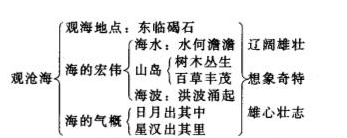 观海地点：东临碣石
海水：水何澹澹
辽阔雄壮
树木丛生
山岛
百草丰茂
观沧海
海的宏伟
想象奇特
海波：洪波涌起
日月出其中
雄心壮志
海的气概
星汉出其里